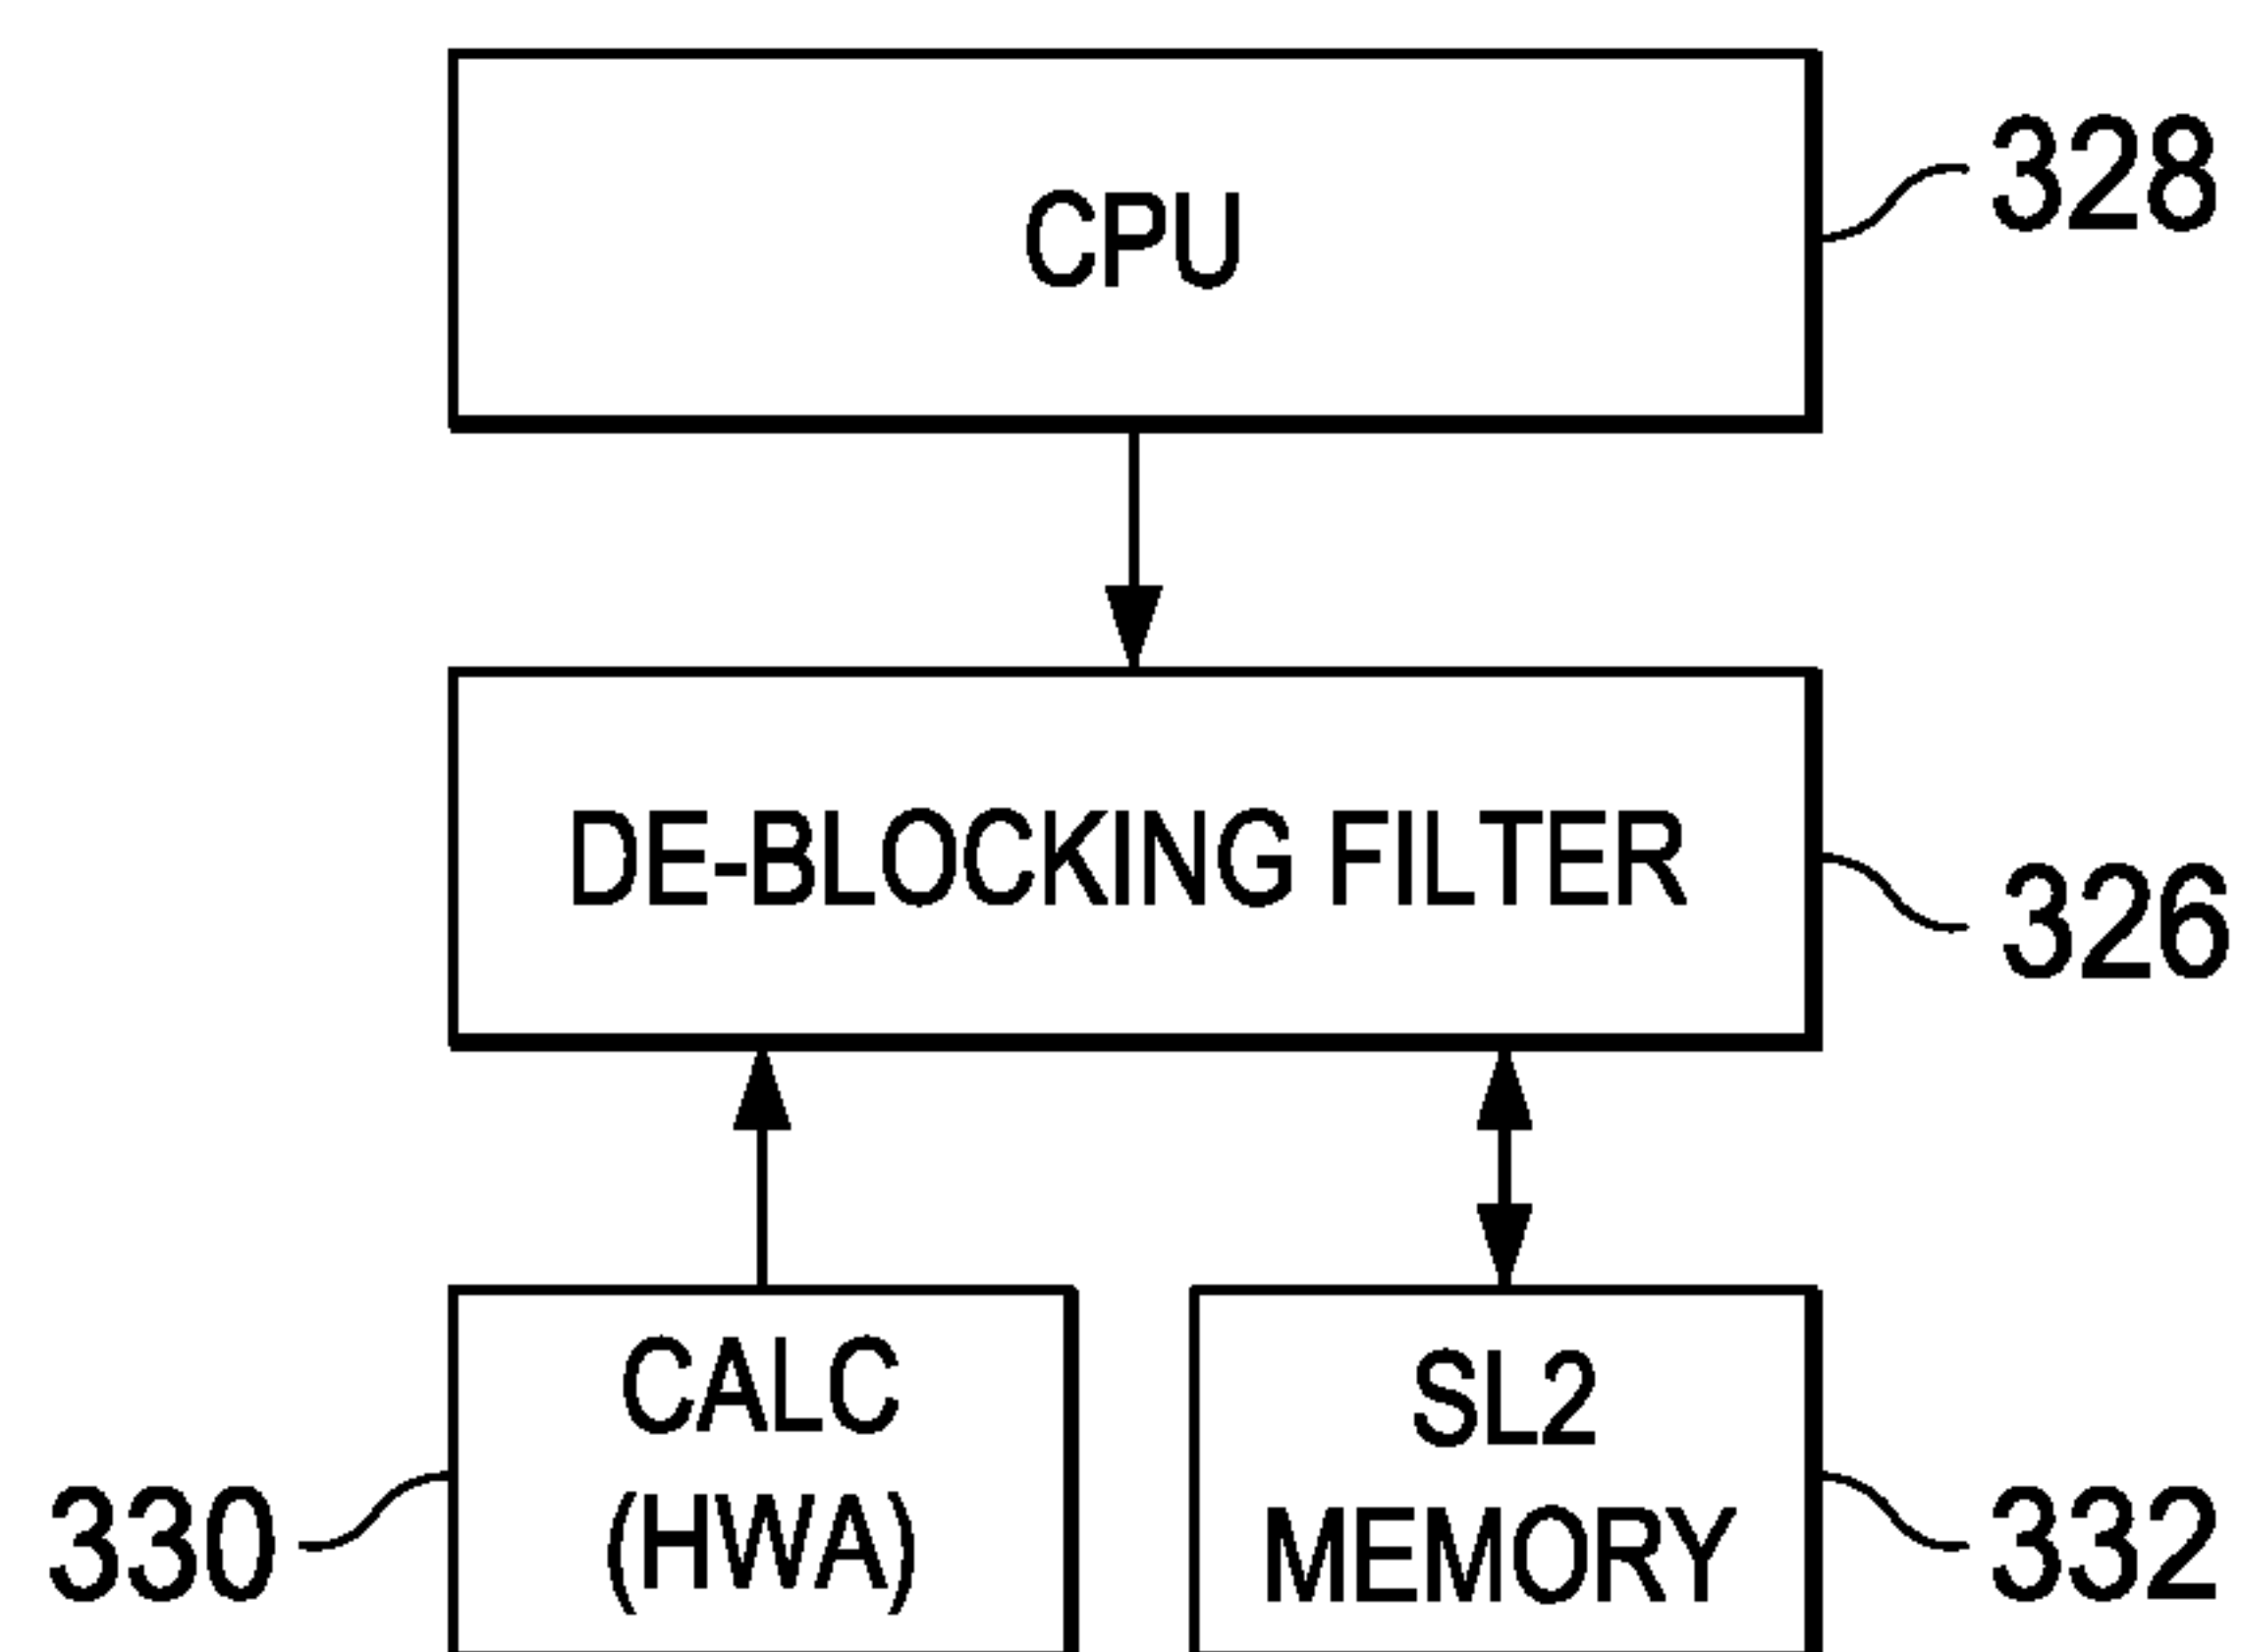 CPU
328
DE-BLOCKING FILTER
326
CALC
(HWA)
330
SL2
MEMORY
332